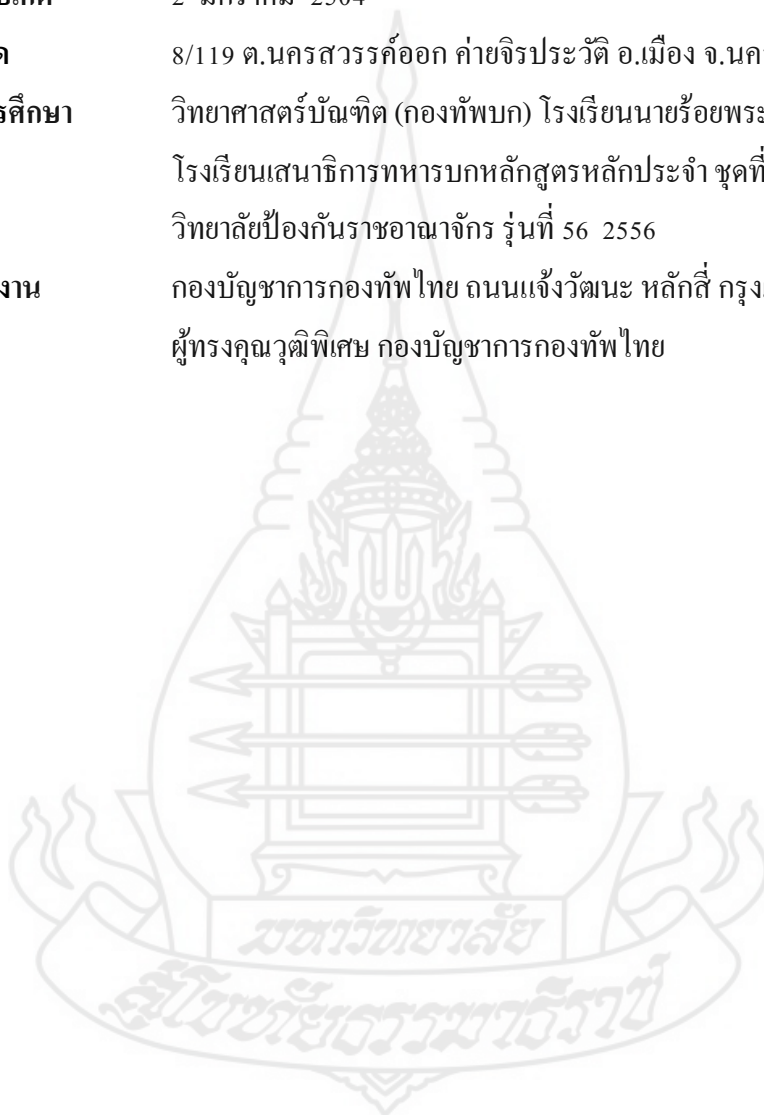 2 มกราคม 2504
8/119 ต.นครสวรรค์ออก ค่ายจิรประวัติ อ.เมือง จ.นคร
รศึกษา วิทยาศาสตร์บัณฑิต (กองทัพบก) โรงเรียนนายร้อยพระ
โรงเรียนเสนาธิการทหารบกหลักสูตรหลักประจำ ชุดที่
วิทยาลัยป้องกันราชอาณาจักร รุ่นที่ 56 2556
งาน กองบัญชาการกองทัพไทย ถนนแจ้งวัฒนะ หลักสี่ กรุง
ผู้ทรงคุณวุฒิพิเศษ กองบัญชาการกองทัพไทย
มหาวิทยาลัย
สุโขทัยธรรมาธิราช